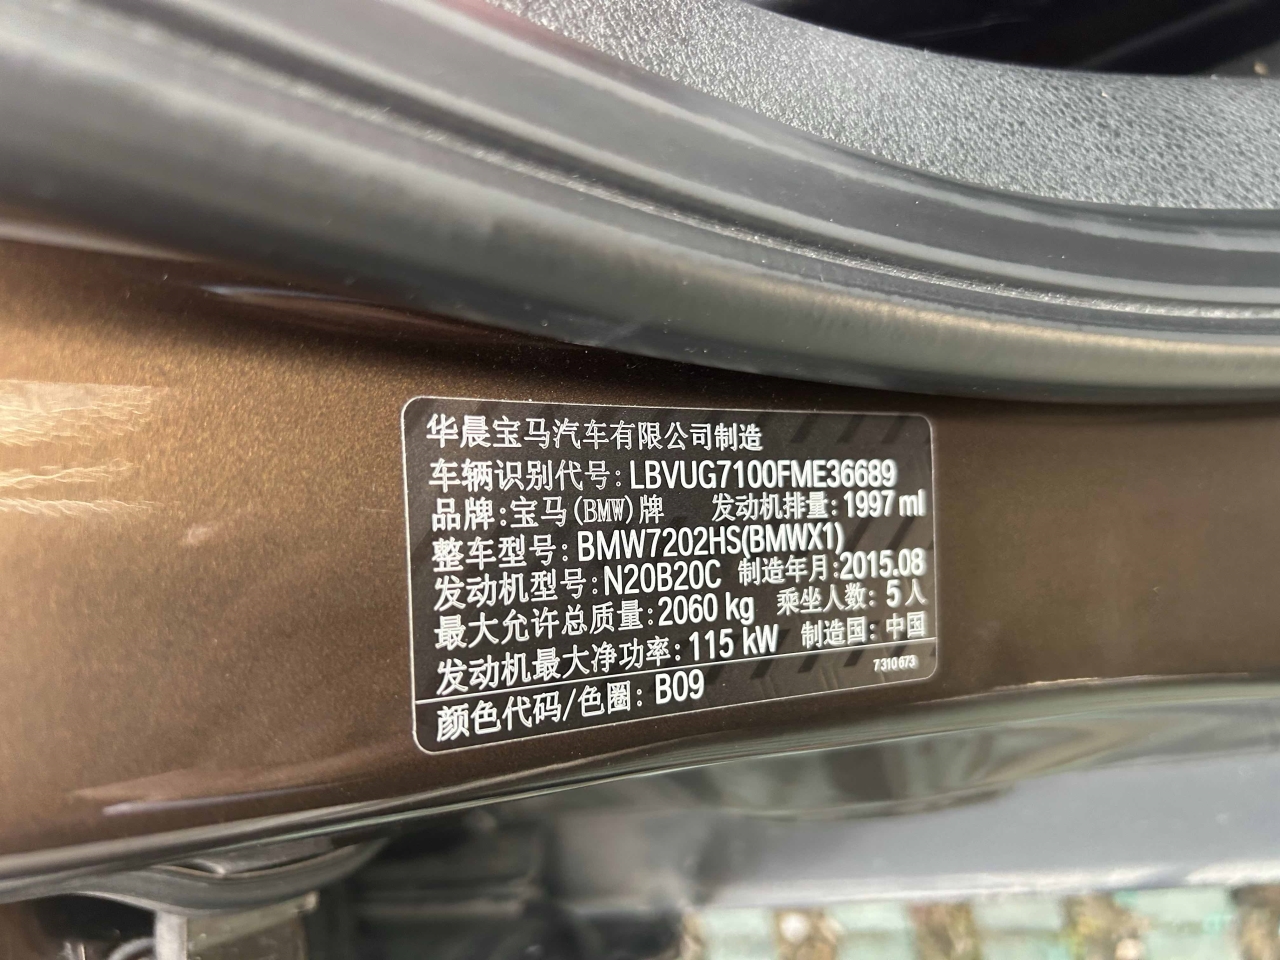 华晨宝马汽车有限公司制造
车辆识别代号: LBVUG7100FME36689
品牌: 宝马(BMW)牌 发动机排量: 1997 ml
整车型号: BMW7202HS(BMWX1)
发动机型号: N20B20C 制造年月: 2015.08
最大允许总质量: 2060 kg 乘坐人数: 5人
发动机最大净功率: 115 kW 制造国: 中国
7310673
颜色代码/色圈: B09